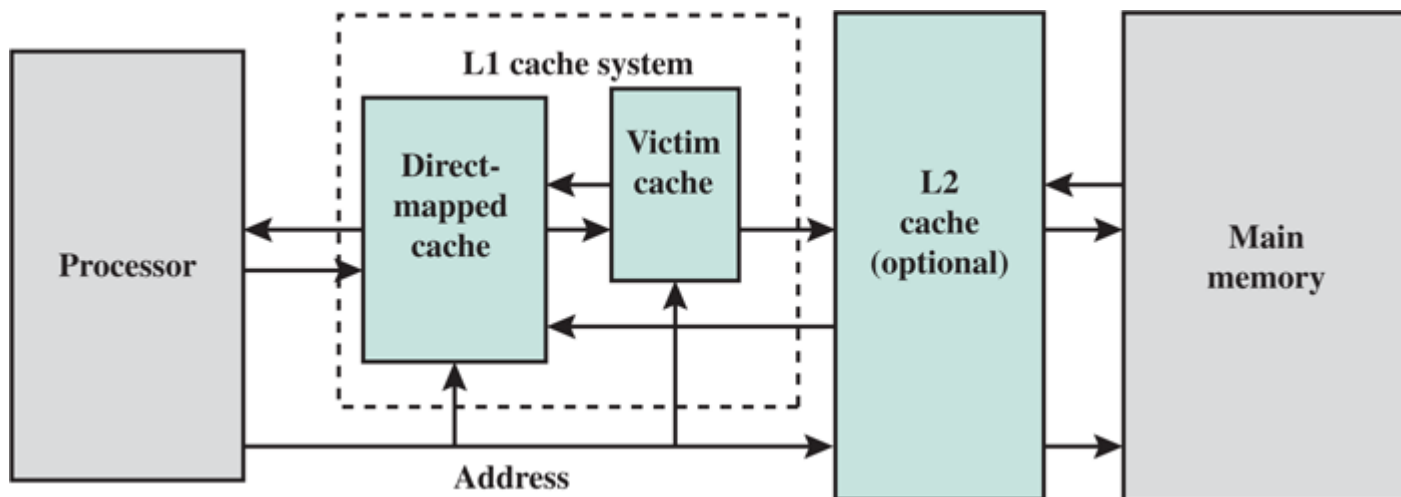 L1 cache system
Processor
Direct-
mapped
cache
Victim
cache
L2
cache
(optional)
Main
memory
Address